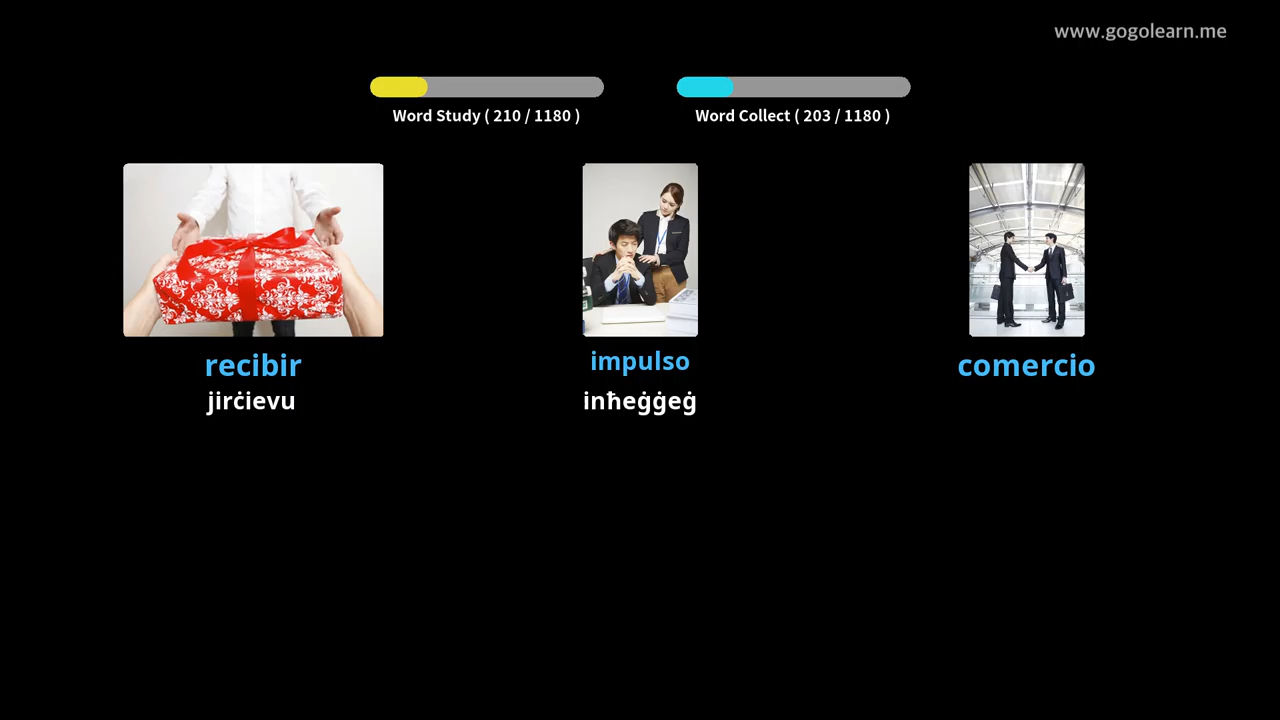 www.gogolearn.me
Word Study ( 210 / 1180 )
Word Collect ( 203 / 1180 )
recibir
jirċievu
impulso
inħeġġeġ
comercio